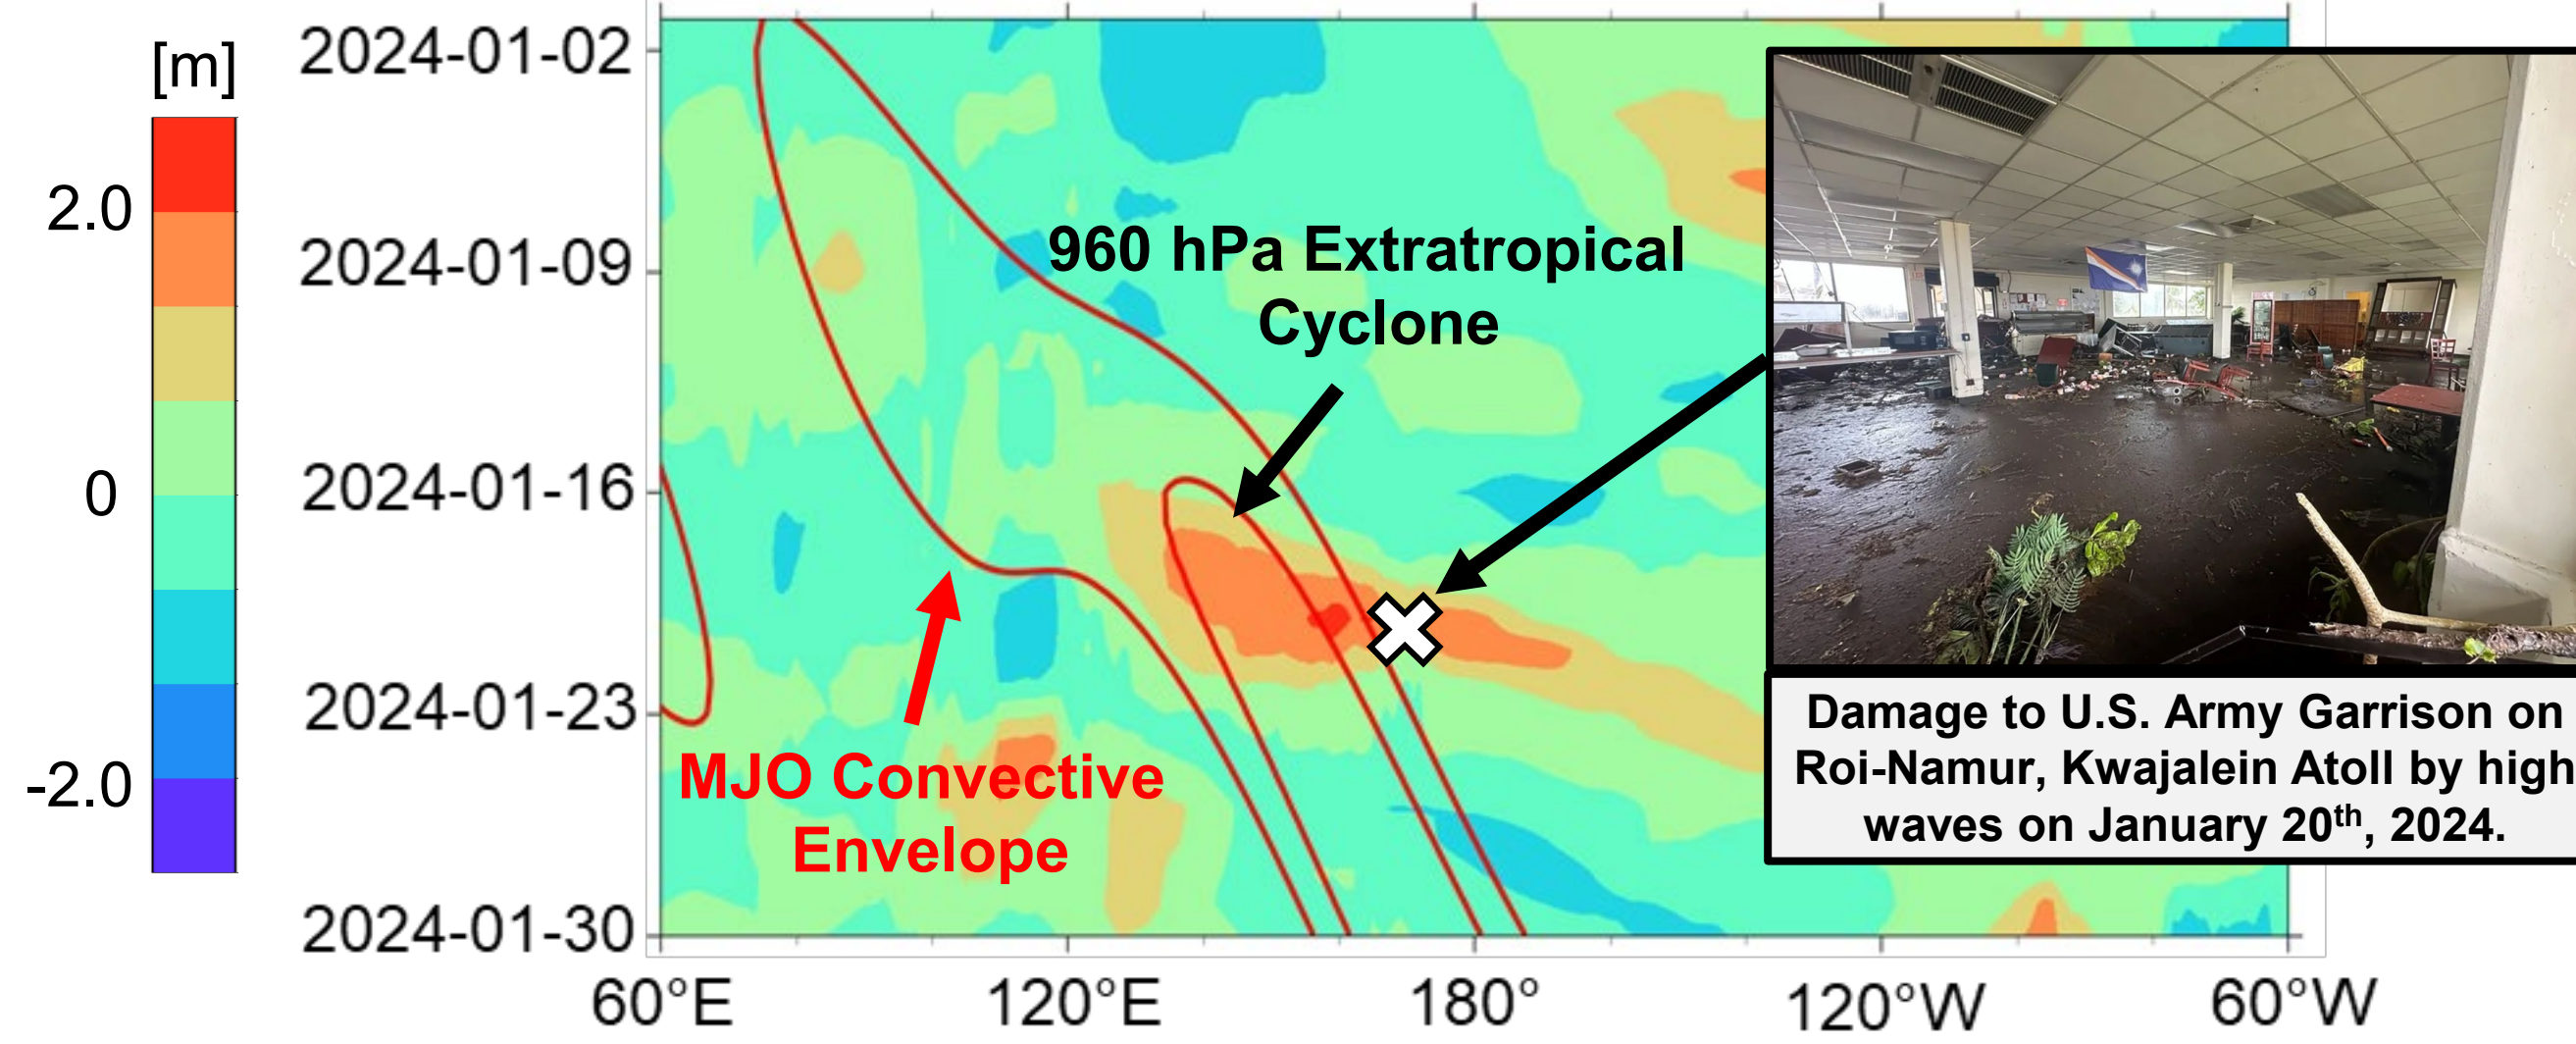 [m]
2.0
0
-2.0
2024-01-02
2024-01-09
2024-01-16
2024-01-23
2024-01-30
960 hPa Extratropical
Cyclone
MJO Convective
Envelope
Damage to U.S. Army Garrison on
Roi-Namur, Kwajalein Atoll by high
waves on January 20th, 2024.
60°E
120°E
180°
120°W
60°W